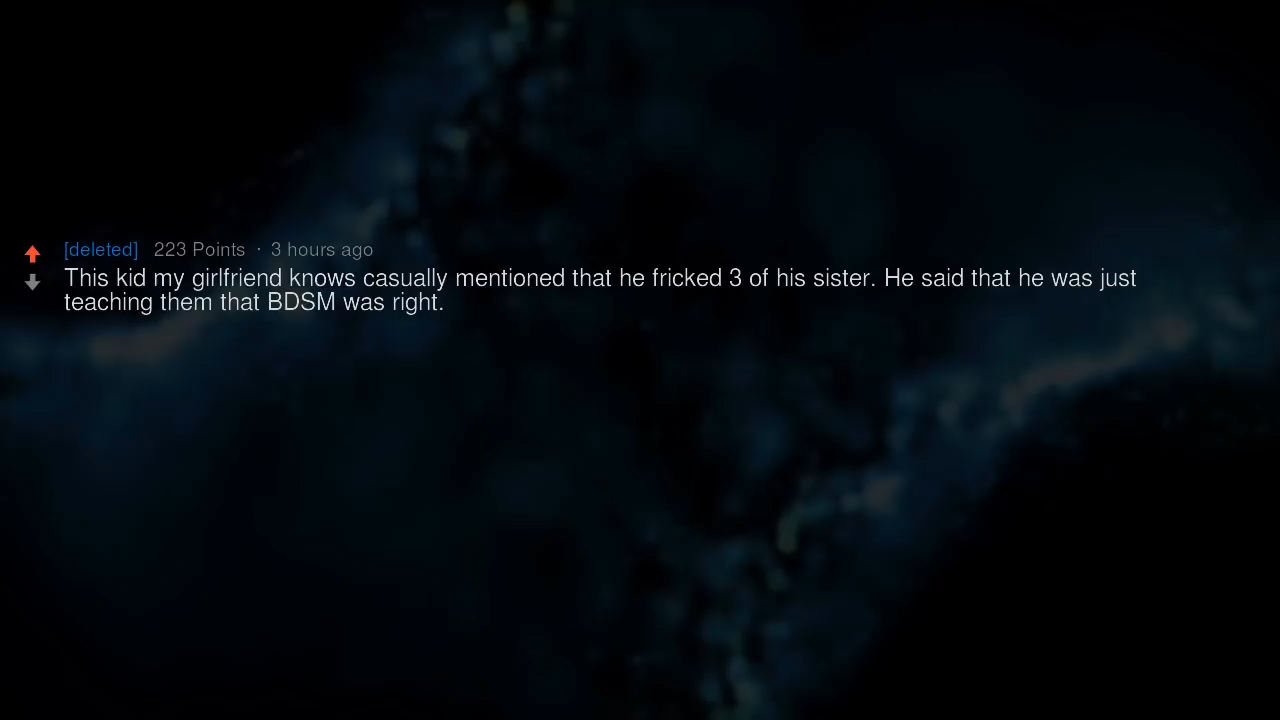 [deleted] 223 Points · 3 hours ago
This kid my girlfriend knows casually mentioned that he fricked 3 of his sister. He said that he was just
teaching them that BDSM was right.